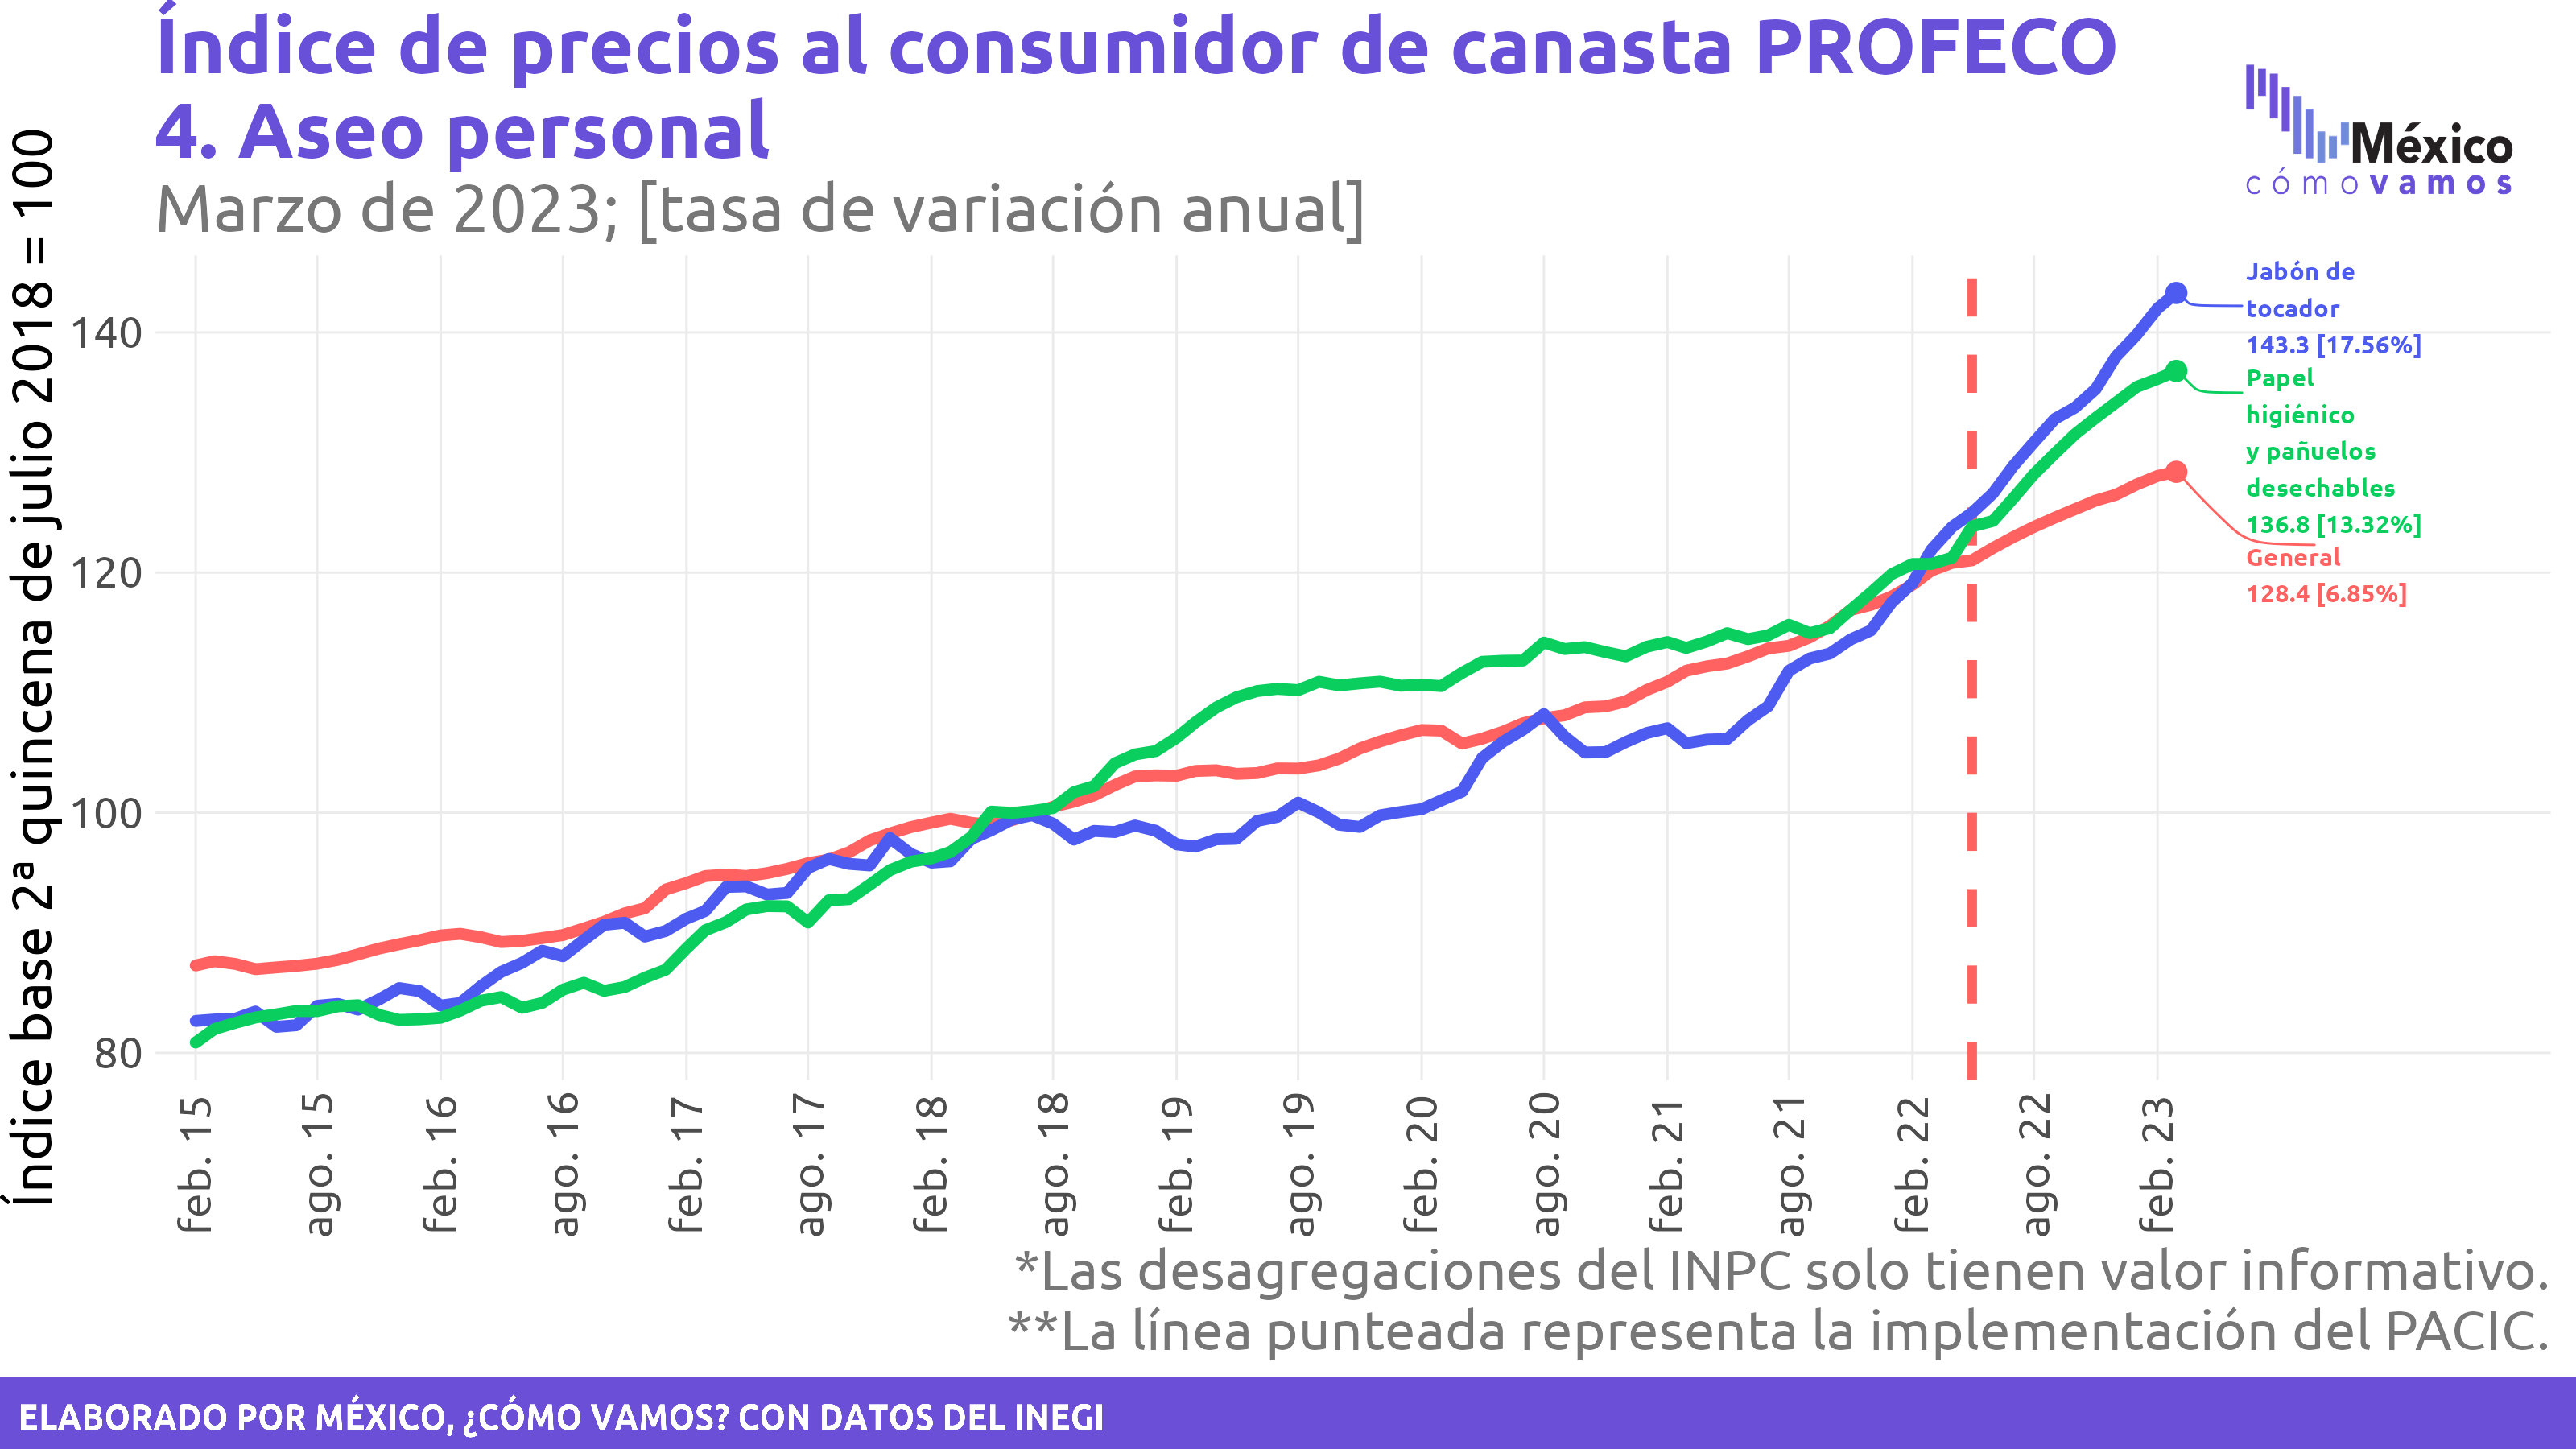 Índice de precios al consumidor de canasta PROFECO
4. Aseo personal
Marzo de 2023; [tasa de variación anual]
México
cómovamos
Índice base 2ª quincena de julio 2018 = 100
140
120
100
80
Jabón de
tocador
143.3 [17.56%]
Papel
higiénico
y pañuelos
desechables
136.8 [13.32%]
General
128.4 [6.85%]
feb. 15
ago. 15
feb. 16
ago. 16
feb. 17
ago. 17
feb. 18
ago. 18
feb. 19
ago. 19
feb. 20
ago. 20
feb. 21
ago. 21
feb. 22
ago. 22
feb. 23
*Las desagregaciones del INPC solo tienen valor informativo.
**La línea punteada representa la implementación del PACIC.
ELABORADO POR MÉXICO, ¿CÓMO VAMOS? CON DATOS DEL INEGI